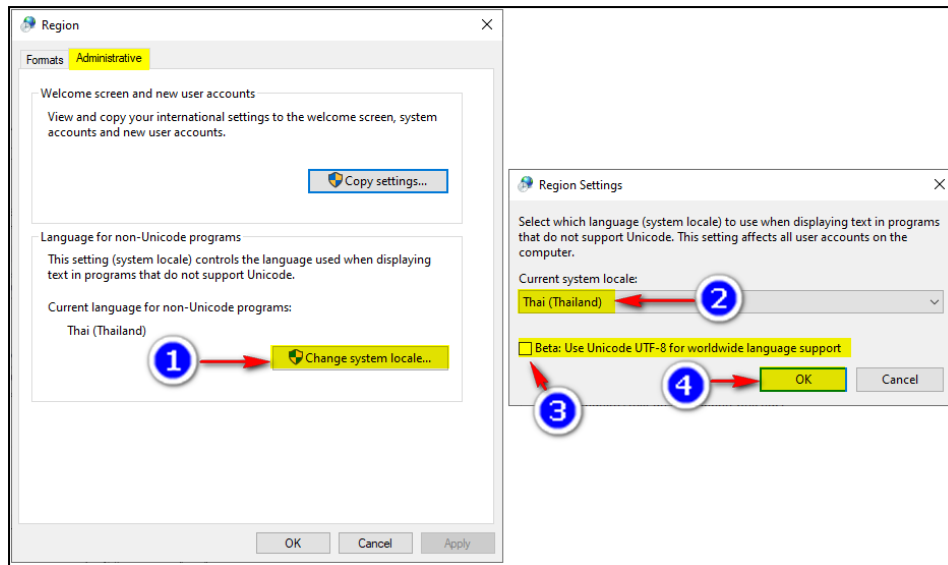 Region
Formats
Administrative
Welcome screen and new user accounts
View and copy your international settings to the welcome screen, system
accounts and new user accounts.
Copy settings...
Language for non-Unicode programs
This setting (system locale) controls the language used when displaying
text in programs that do not support Unicode.
Current language for non-Unicode programs:
Thai (Thailand)
1
Change system locale...
OK
Cancel
Apply
Region Settings
Select which language (system locale) to use when displaying text in programs
that do not support Unicode. This setting affects all user accounts on the
computer.
Current system locale:
Thai (Thailand)
2
Beta: Use Unicode UTF-8 for worldwide language support
3
4
OK
Cancel